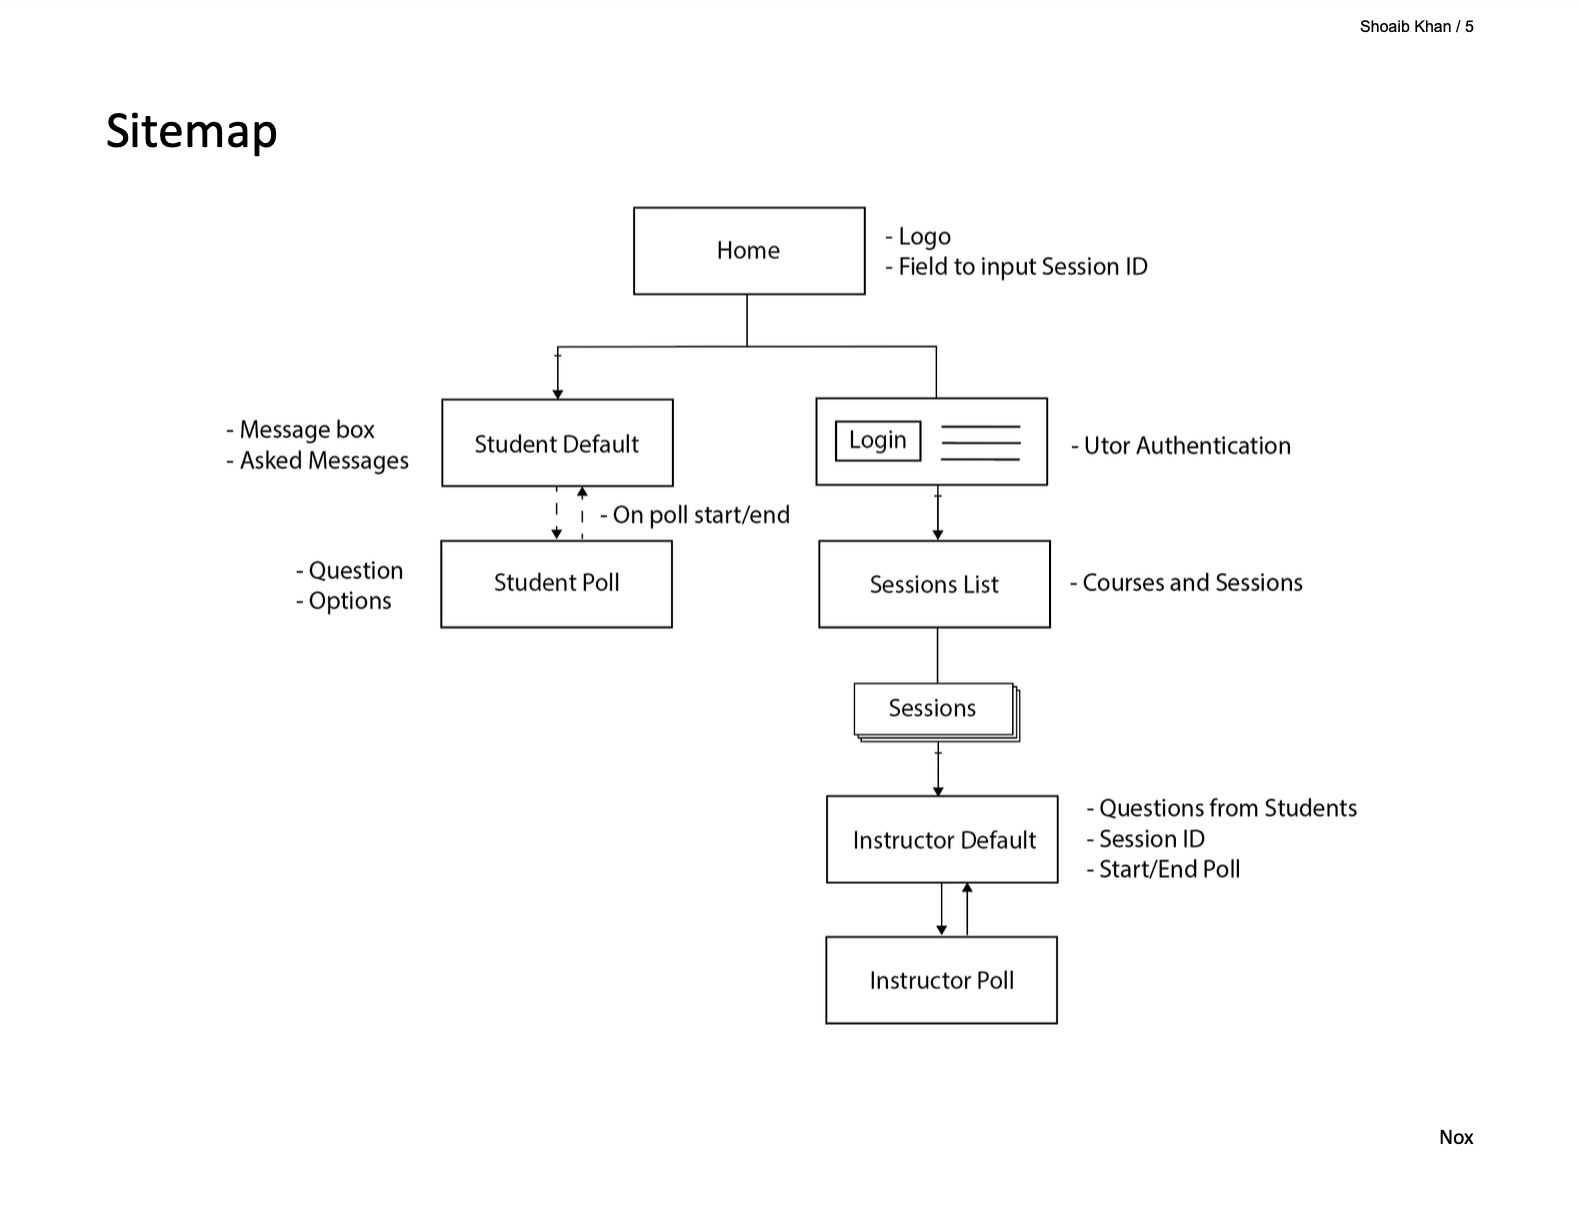 Shoaib Khan / 5
Sitemap
Home
- Logo
- Field to input Session ID
- Message box
- Asked Messages
Student Default
Login
- Utor Authentication
- On poll start/end
- Question
- Options
Student Poll
Sessions List
- Courses and Sessions
Sessions
Instructor Default
- Questions from Students
- Session ID
- Start/End Poll
Instructor Poll
Nox